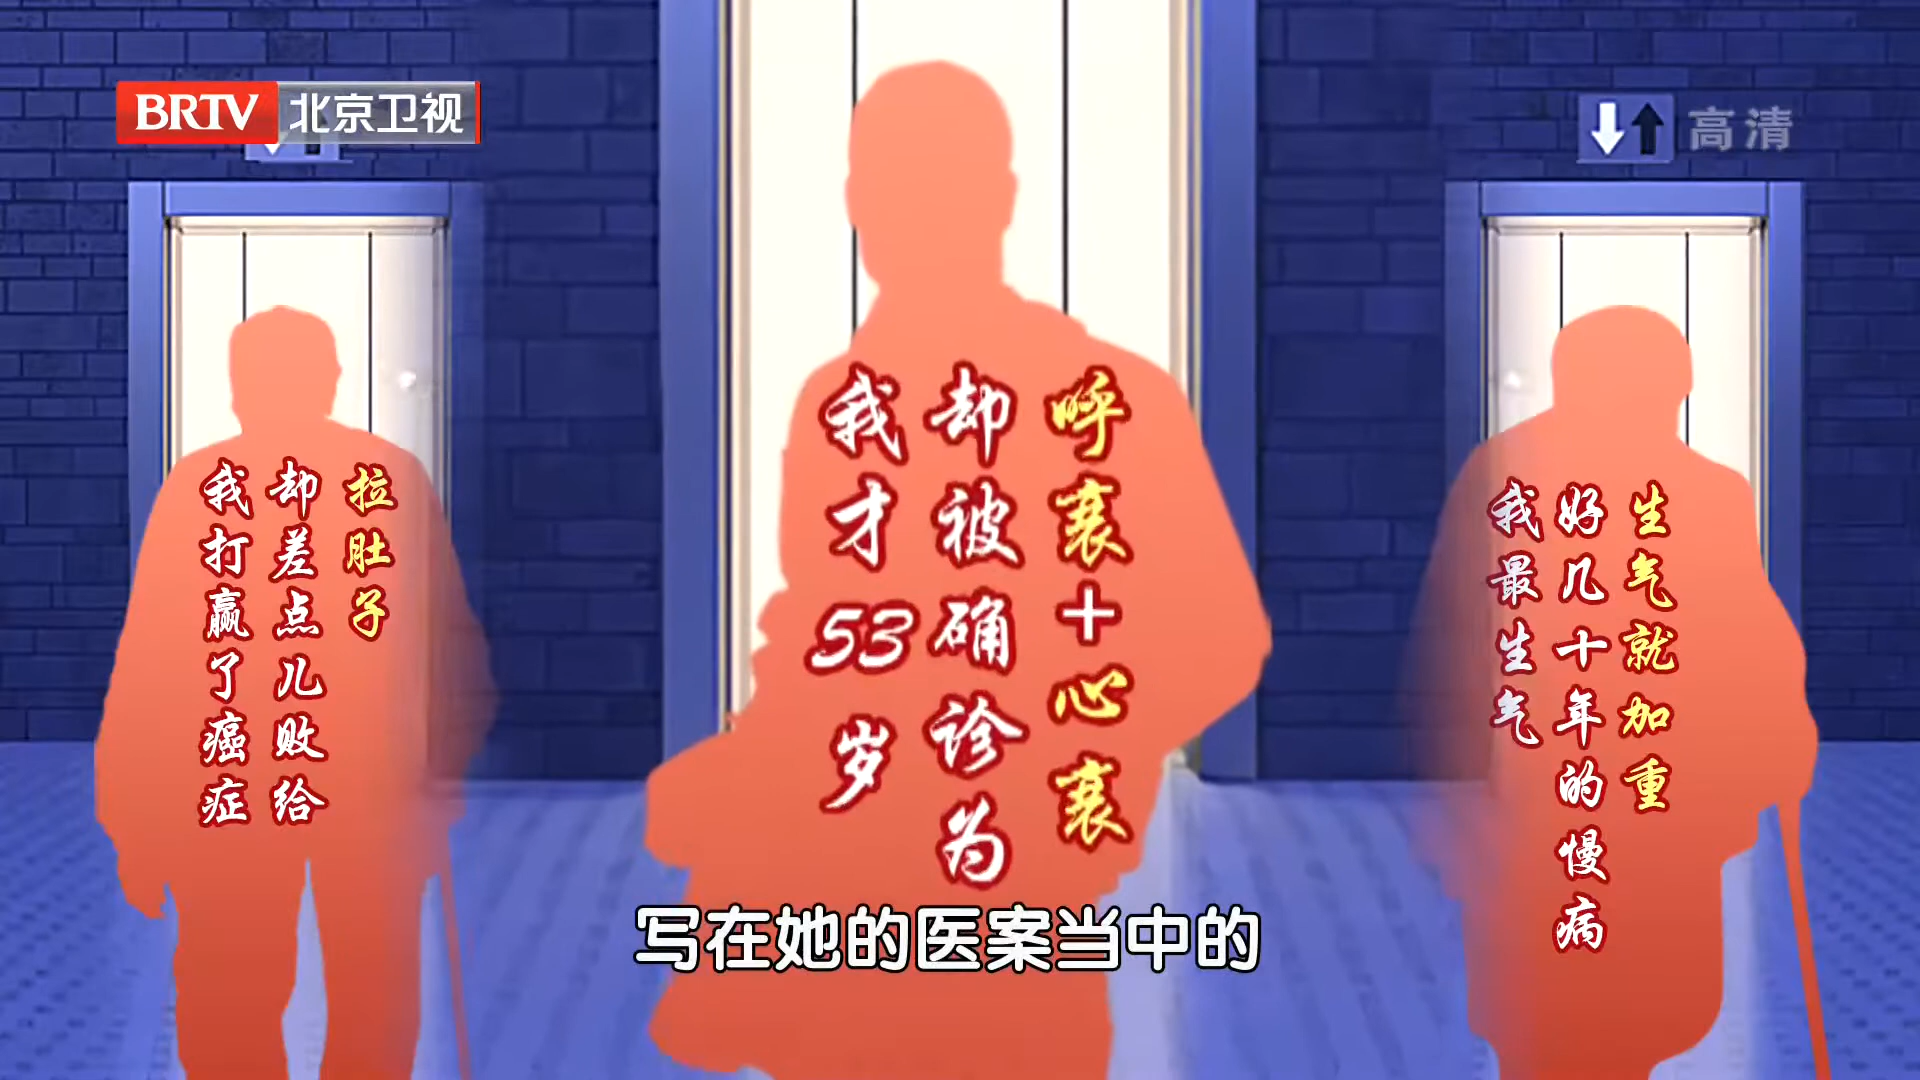 BRTV 北京卫视
高清
我打赢了癌症
却差点儿败给
拉肚子
我才53岁
却被确诊为
呼衰+心衰
我最生气
好几十年的慢病
生气就加重
写在她的医案当中的